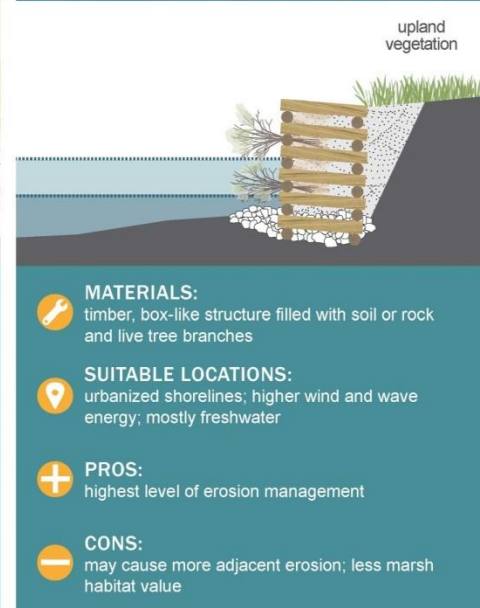 upland
vegetation
MATERIALS:
timber, box-like structure filled with soil or rock
and live tree branches
SUITABLE LOCATIONS:
urbanized shorelines; higher wind and wave
energy; mostly freshwater
PROS:
highest level of erosion management
CONS:
may cause more adjacent erosion; less marsh
habitat value